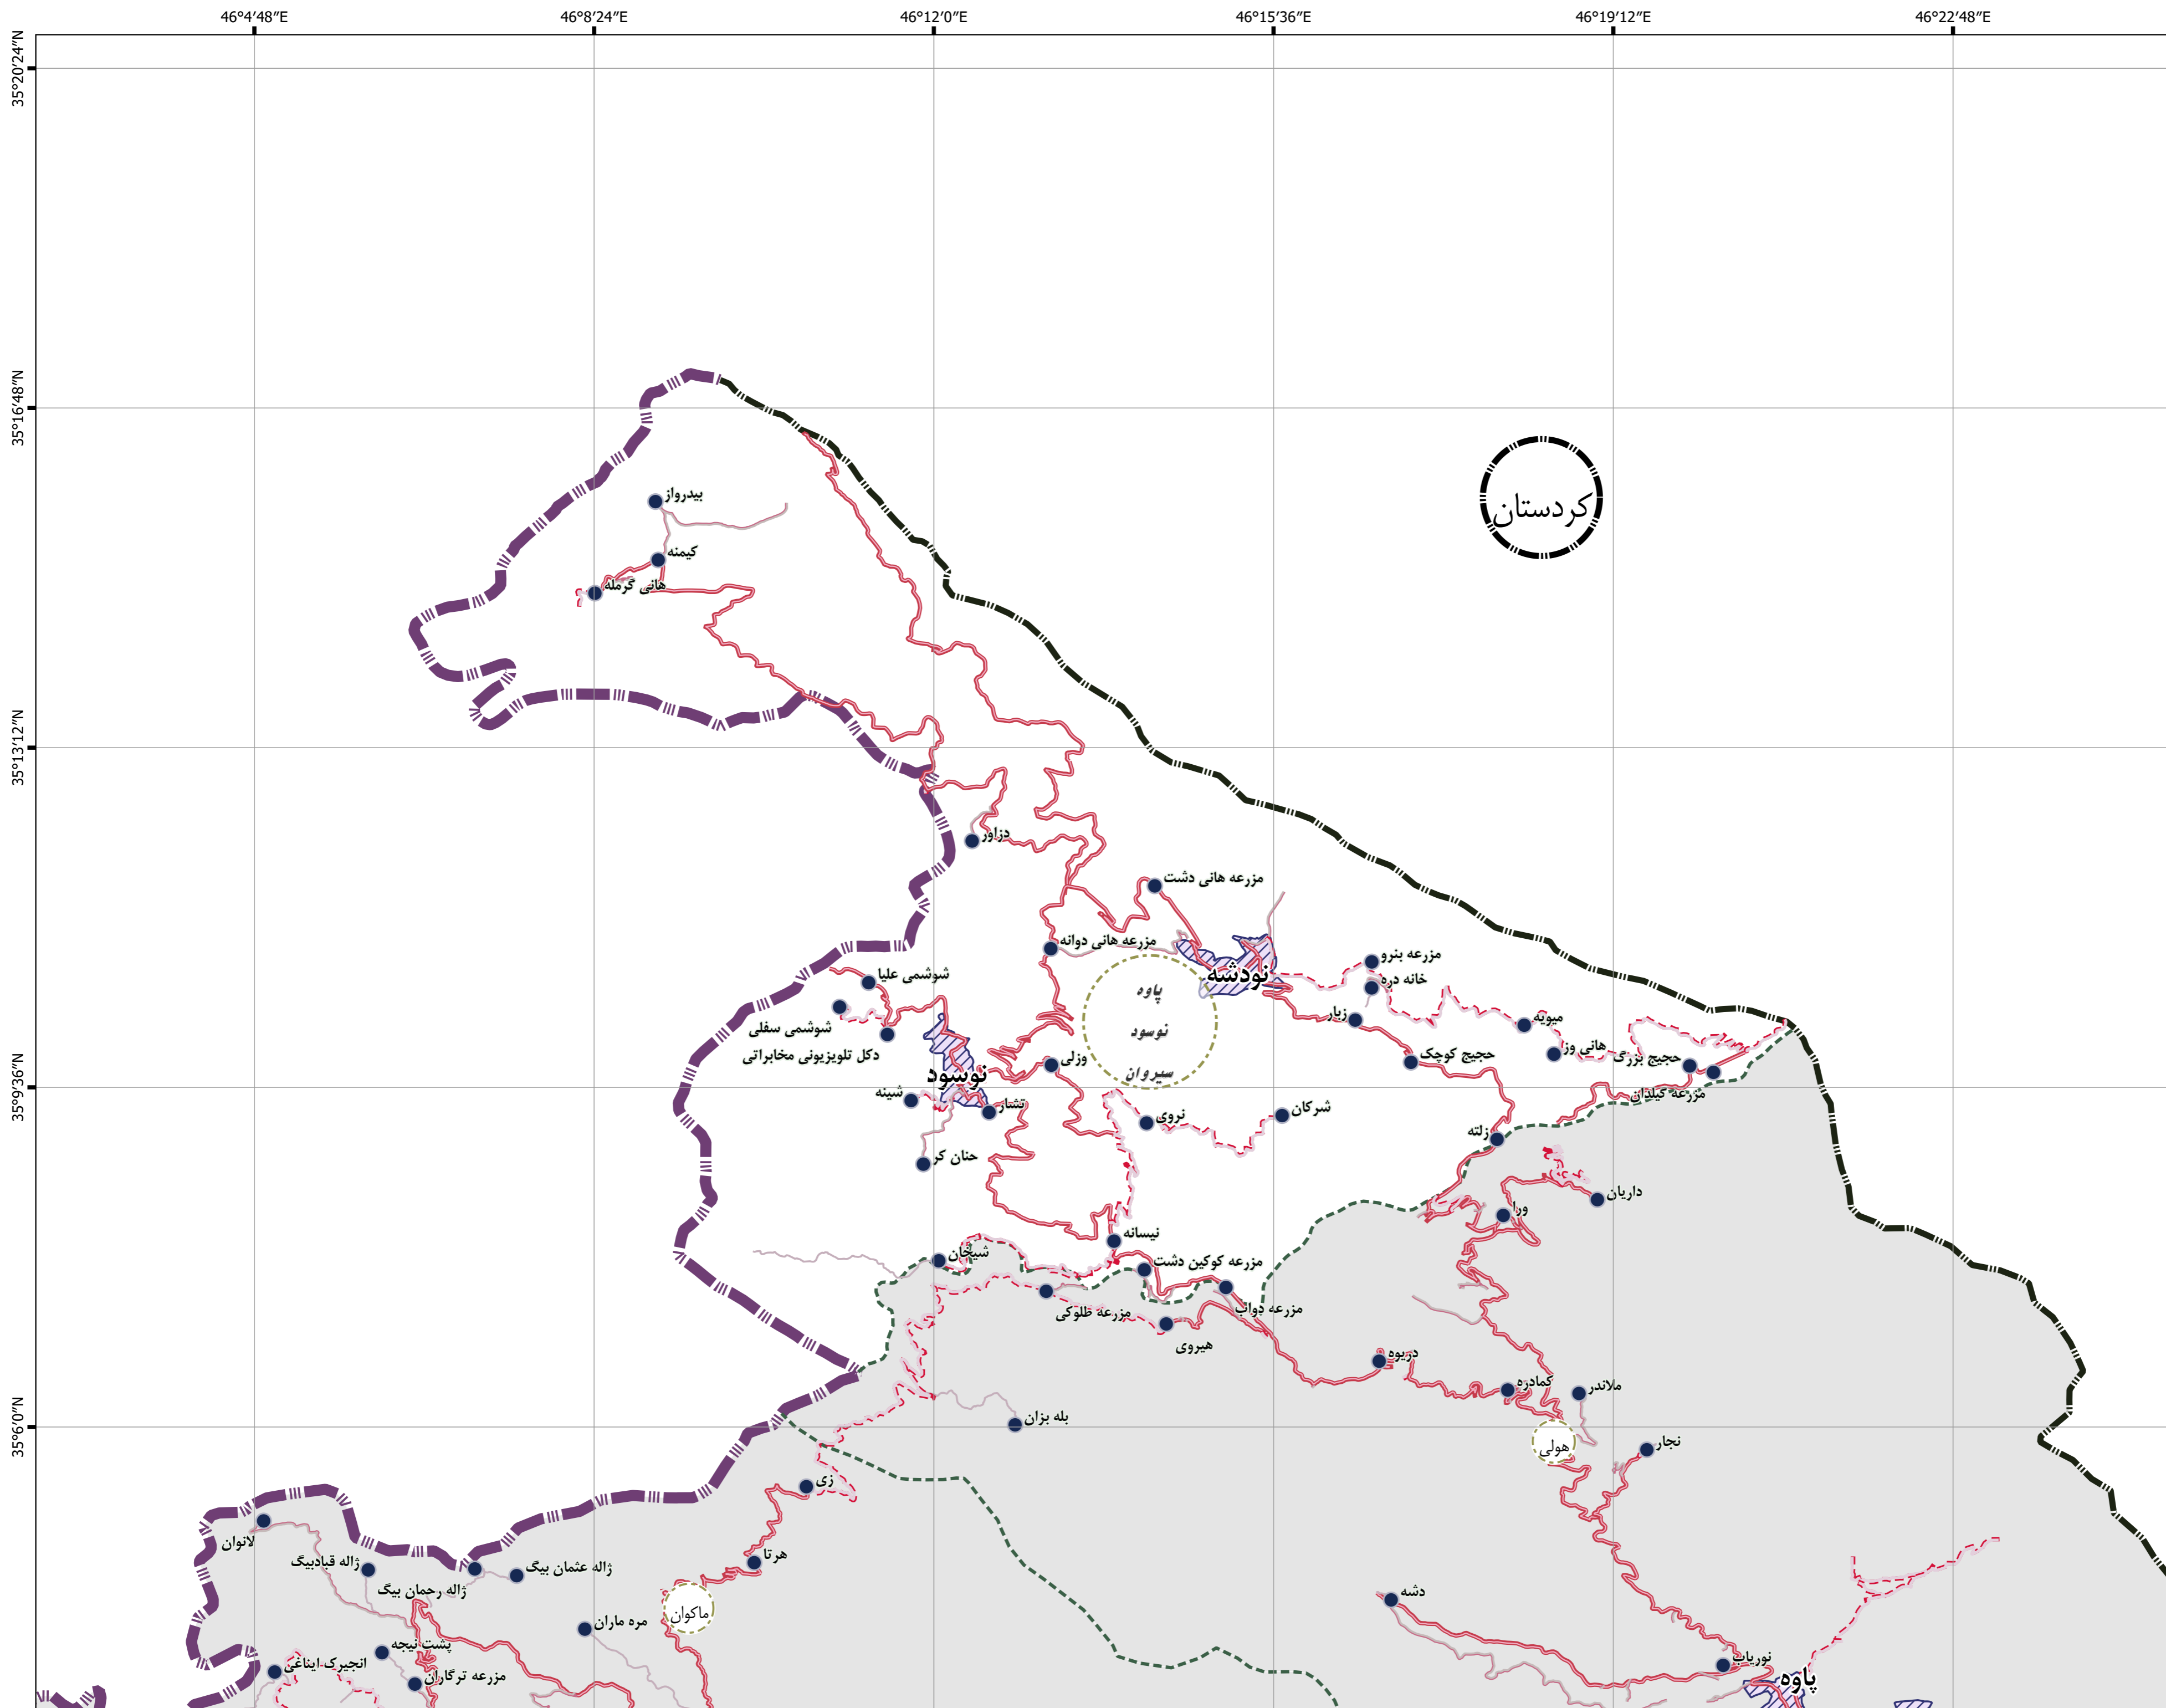 46°4'48"E
46°8'24"E
46°12'0"E
46°15'36"E
46°19'12"E
46°22'48"E
35°20'24"N
35°16'48"N
35°13'12"N
35°9'36"N
35°6'0"N
کردستان
بیدرواز
کیمنه
هانی گرمله
دزاور
مزرعه هانی دشت
مزرعه هانی دوانه
نودشه
مزرعه بنرو
خانه دره
شوشمی علیا
شوشمی سفلی
دکل تلویزیونی مخابراتی
پاوه
نوسود
سیروان
زیار
میویه
هانی وز
حجیج بزرگ
حجیج کوچک
مزرعه گیلدان
نوسود
وزلی
شینه
تشار
نروی
شرکان
زلته
حنان کر
داریان
ورا
نیسانه
شیخان
مزرعه کوکین دشت
مزرعه دواب
مزرعه طلوکی
هیروی
دریوه
کمادره
ملاندر
بله بزان
هولی
نجار
زی
هرتا
لانوان
ژاله قبادبیگ
ژاله رحمان بیگ
ژاله عثمان بیگ
ماکوان
مره ماران
دشه
پشت نیجه
انجیرک ایناغی
مزرعه ترگاران
نوریاب
پاوه